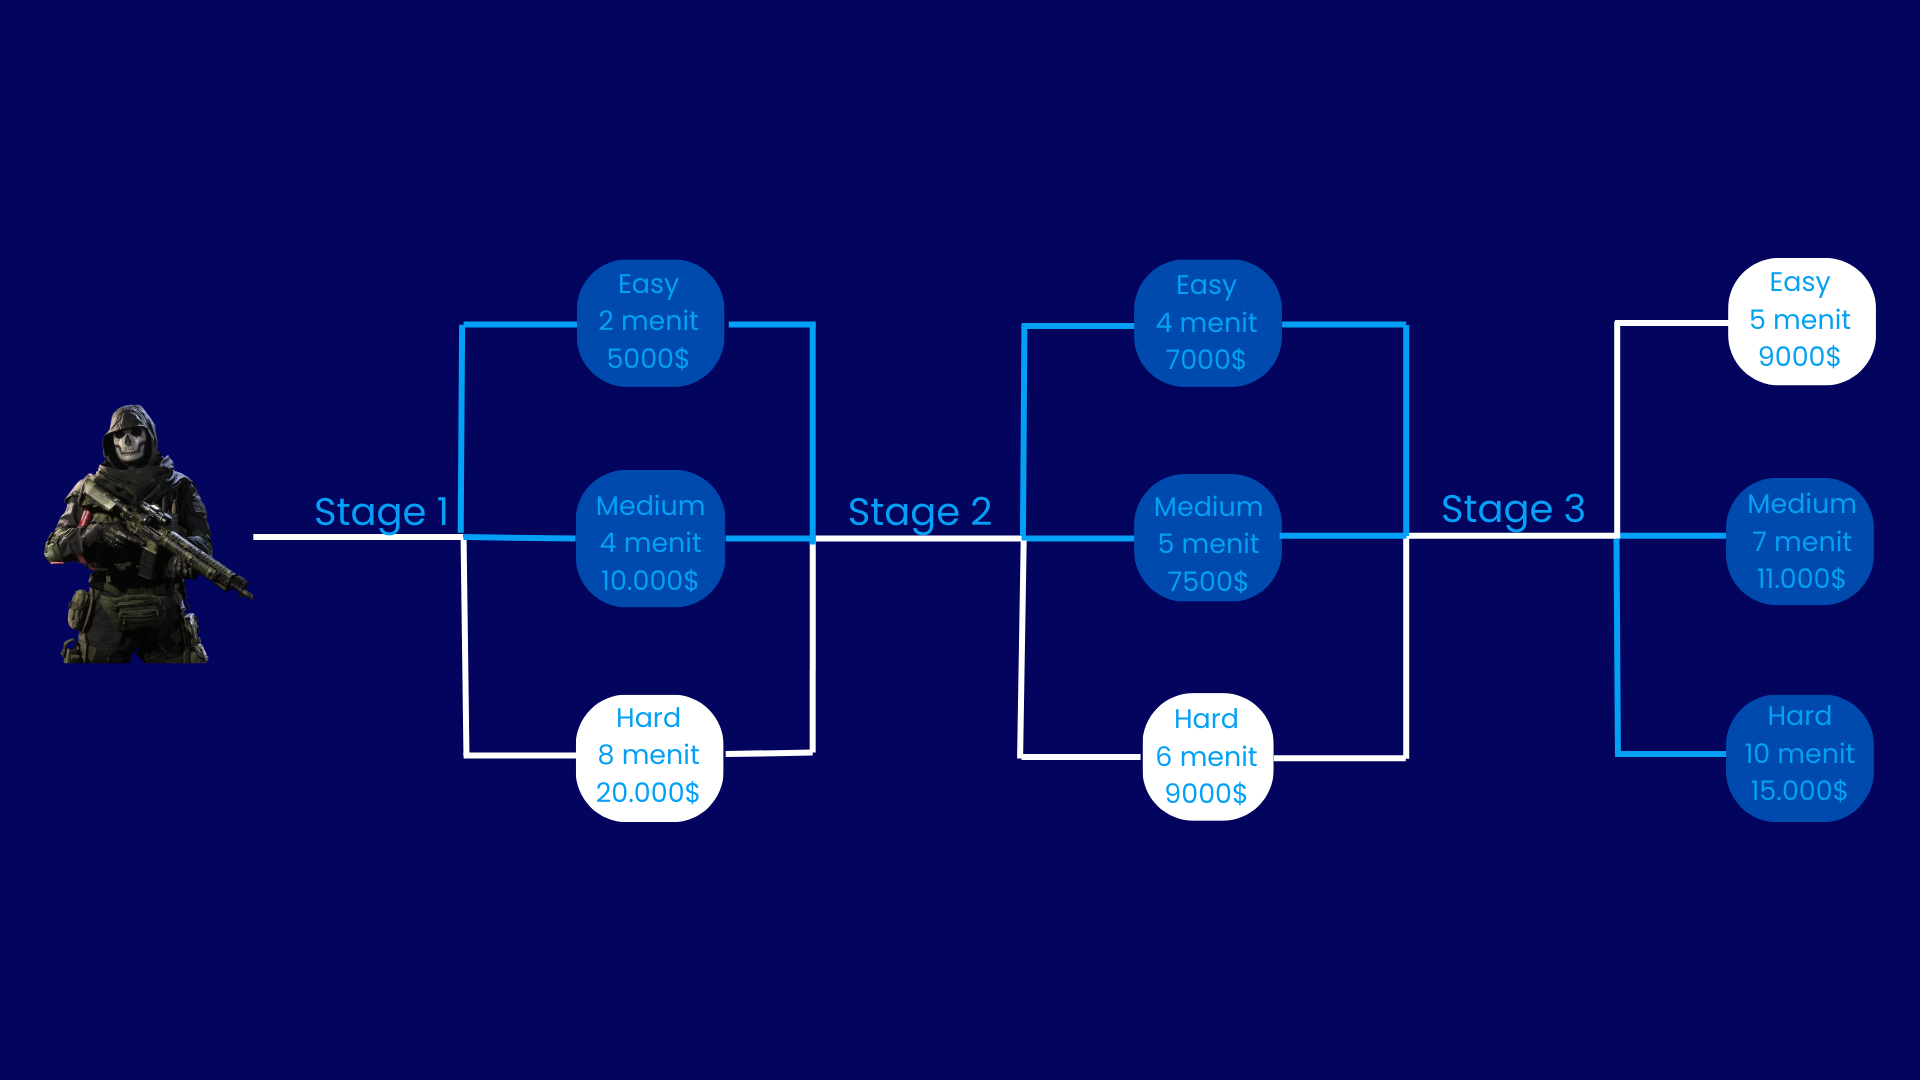 Stage 1
Easy
2 menit
5000$
Medium
4 menit
10.000$
Hard
8 menit
20.000$
Stage 2
Easy
4 menit
7000$
Medium
5 menit
7500$
Hard
6 menit
9000$
Stage 3
Easy
5 menit
9000$
Medium
7 menit
11.000$
Hard
10 menit
15.000$